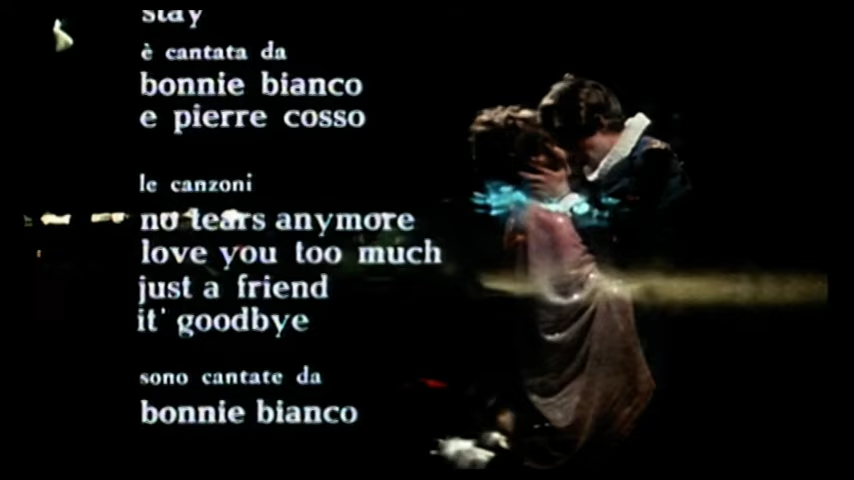 stay
è cantata da
bonnie bianco
e pierre cosso
le canzoni
no tears anymore
love you too much
just a friend
it' goodbye
sono cantate da
bonnie bianco